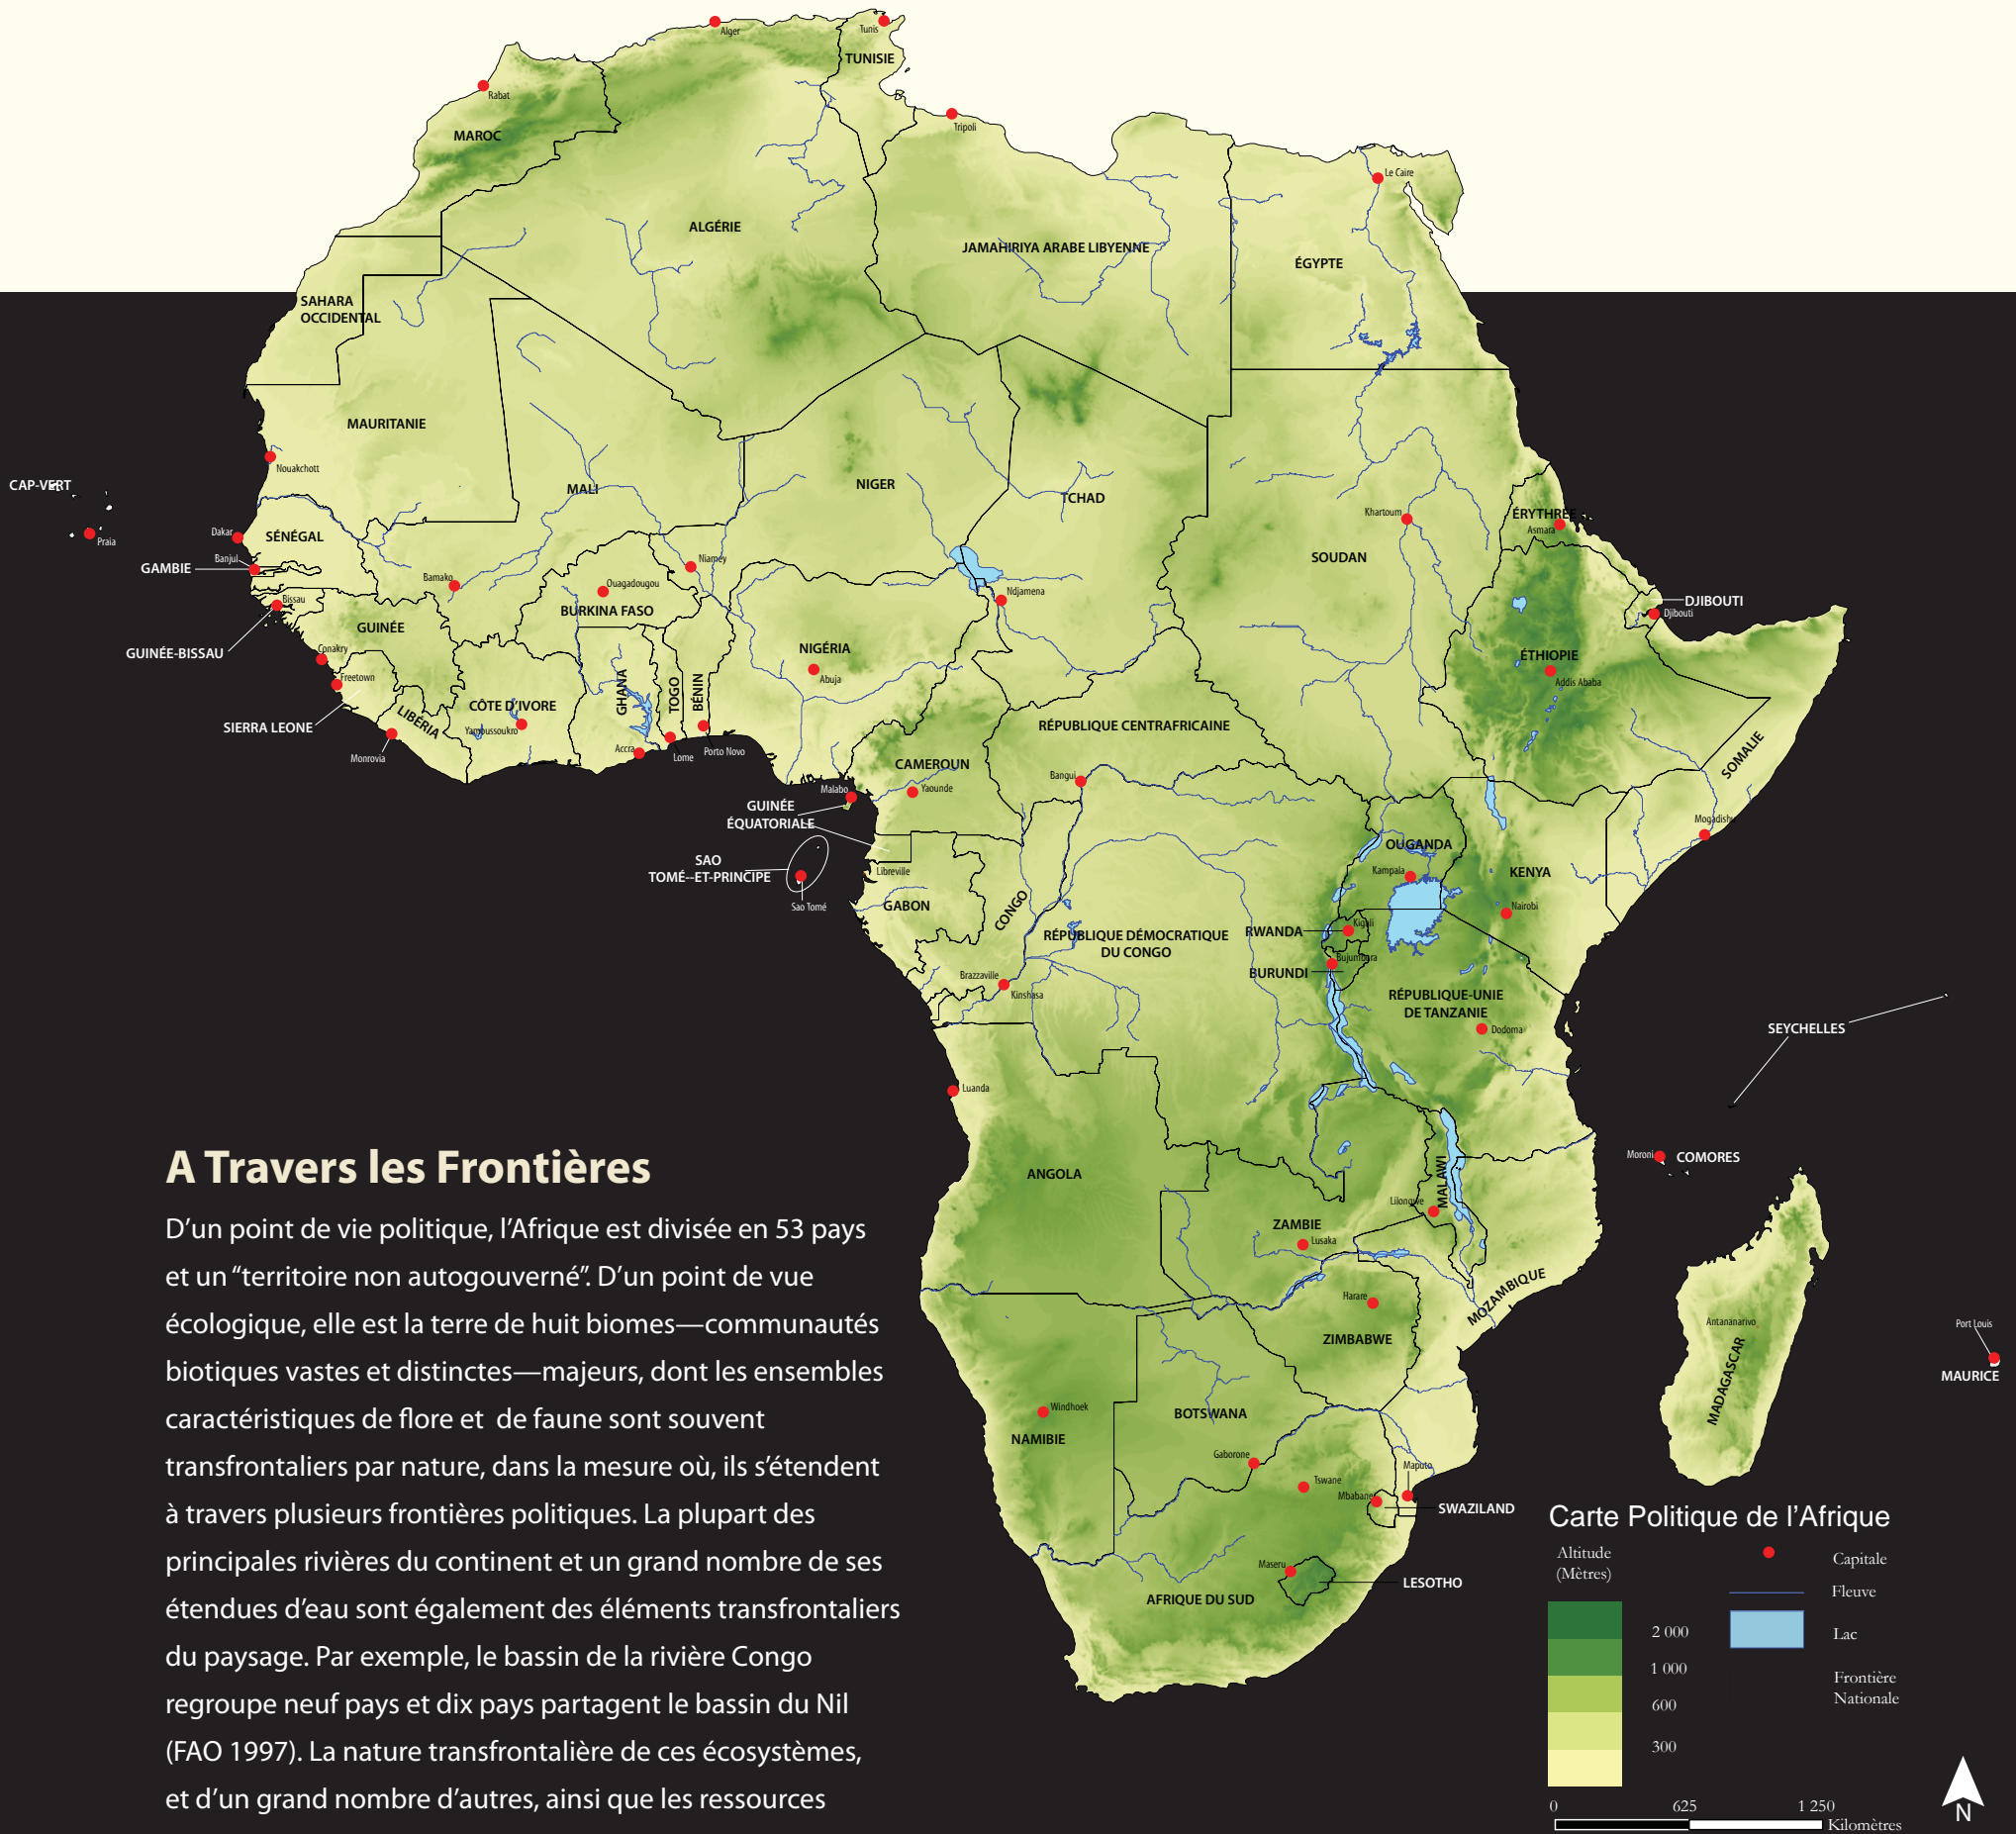 Alger
Tunis
TUNISIE
Rabat
MAROC
Tripoli
Le Caire
ALGÉRIE
JAMAHIRIYA ARABE LIBYENNE
ÉGYPTE
SAHARA
OCCIDENTAL
MAURITANIE
Nouakchott
CAP-VERT
Praia
MALI
NIGER
TCHAD
Khartoum
SOUDAN
ÉRYTHRÉE
Asmara
Dakar
SÉNÉGAL
Banjul
GAMBIE
Bamako
Niamey
Ouagadougou
BURKINA FASO
Ndjamena
DJIBOUTI
Djibouti
Bissau
GUINÉE-BISSAU
GUINÉE
Conakry
Freetown
SIERRA LEONE
LIBÉRIA
Monrovia
CÔTE D’IVOIRE
Yamoussoukro
GHANA
Accra
TOGO
Lome
BÉNIN
Porto Novo
NIGÉRIA
Abuja
ÉTHIOPIE
Addis Ababa
RÉPUBLIQUE CENTRAFRICAINE
Bangui
CAMEROUN
Yaounde
SOMALIE
Mogadishu
Malabo
GUINÉE
ÉQUATORIALE
SAO
TOMÉ--ET-PRINCIPE
Sao Tomé
Libreville
GABON
CONGO
OUGANDA
Kampala
KENYA
Nairobi
RÉPUBLIQUE DÉMOCRATIQUE
DU CONGO
RWANDA
Kigali
BURUNDI
Bujumbura
Brazzaville
Kinshasa
RÉPUBLIQUE-UNIE
DE TANZANIE
Dodoma
SEYCHELLES
Luanda
ANGOLA
Moroni
COMORES
MALAWI
Lilongwe
ZAMBIE
Lusaka
Harare
ZIMBABWE
MOZAMBIQUE
Antananarivo
MADAGASCAR
Port Louis
MAURICE
Windhoek
NAMIBIE
BOTSWANA
Gaborone
Tswane
Maputo
Mbabane
SWAZILAND
Maseru
LESOTHO
AFRIQUE DU SUD
A Travers les Frontières
D’un point de vie politique, l’Afrique est divisée en 53 pays
et un “territoire non autogouverné”. D’un point de vue
écologique, elle est la terre de huit biomes—communautés
biotiques vastes et distinctes—majeurs, dont les ensembles
caractéristiques de flore et de faune sont souvent
transfrontaliers par nature, dans la mesure où, ils s’étendent
à travers plusieurs frontières politiques. La plupart des
principales rivières du continent et un grand nombre de ses
étendues d’eau sont également des éléments transfrontaliers
du paysage. Par exemple, le bassin de la rivière Congo
regroupe neuf pays et dix pays partagent le bassin du Nil
(FAO 1997). La nature transfrontalière de ces écosystèmes,
et d’un grand nombre d’autres, ainsi que les ressources
Carte Politique de l’Afrique
Altitude
(Mètres)
2 000
1 000
600
300
Capitale
Fleuve
Lac
Frontière
Nationale
0 625 1 250
Kilomètres
N